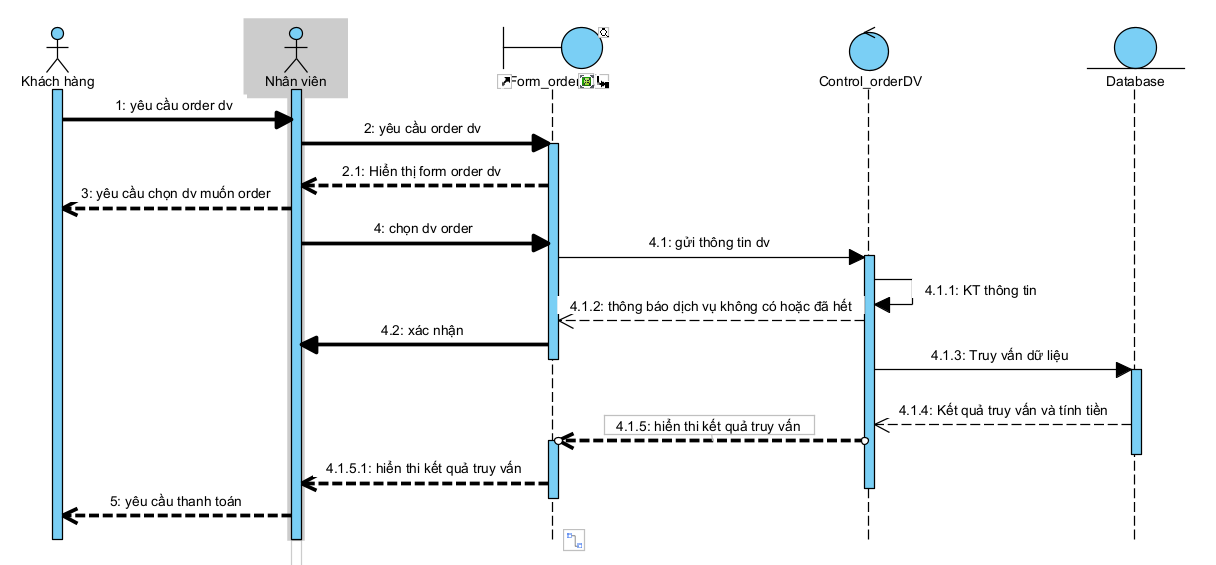 Khách hàng
Nhân viên
Form_order
Control_orderDV
Database
1: yêu cầu order dv
2: yêu cầu order dv
2.1: Hiển thị form order dv
3: yêu cầu chọn dv muốn order
4: chọn dv order
4.1: gửi thông tin dv
4.1.1: KT thông tin
4.1.2: thông báo dịch vụ không có hoặc đã hết
4.2: xác nhận
4.1.3: Truy vấn dữ liệu
4.1.4: Kết quả truy vấn và tính tiền
4.1.5: hiển thi kết quả truy vấn
4.1.5.1: hiển thi kết quả truy vấn
5: yêu cầu thanh toán